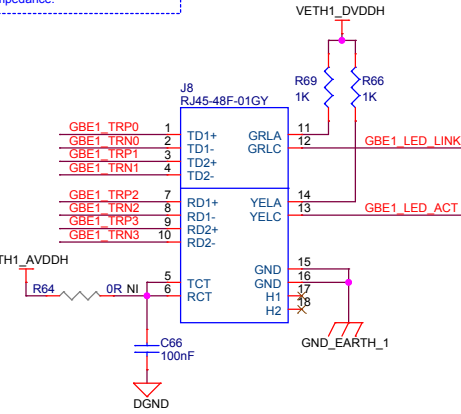 mpedance.
VETH1_DVDDH
J8
RJ45-48F-01GY
R69
1K
R66
1K
GBE1_TRP0 1 TD1+ GRLA 11
GBE1_TRN0 2 TD1- GRLC 12 GBE1_LED_LINK
GBE1_TRP1 3 TD2+
GBE1_TRN1 4 TD2-
GBE1_TRP2 7 RD1+ YELA 14
GBE1_TRN2 8 RD1- YELC 13 GBE1_LED_ACT
GBE1_TRP3 9 RD2+
GBE1_TRN3 10 RD2-
TH1_AVDDH
GND 15
5 TCT GND 16
R64 0R NI 6 RCT H1 17
H2 18
C66
100nF
GND_EARTH_1
DGND